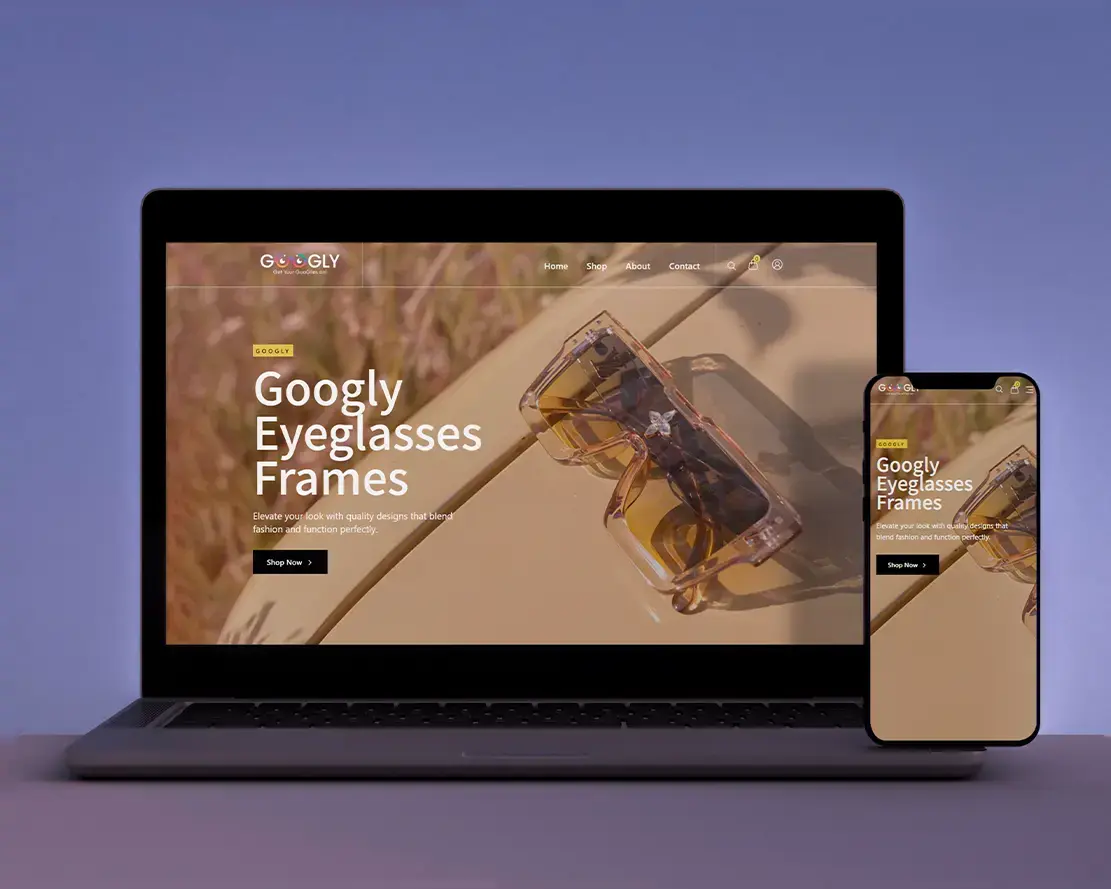 GOOGLY
Get Your GooGlies on!
Home Shop About Contact
GOOGLY
Googly
Eyeglasses
Frames
Elevate your look with quality designs that blend
fashion and function perfectly.
Shop Now
GOOGLY
GOOGLY
Googly
Eyeglasses
Frames
Elevate your look with quality designs that
blend fashion and function perfectly.
Shop Now